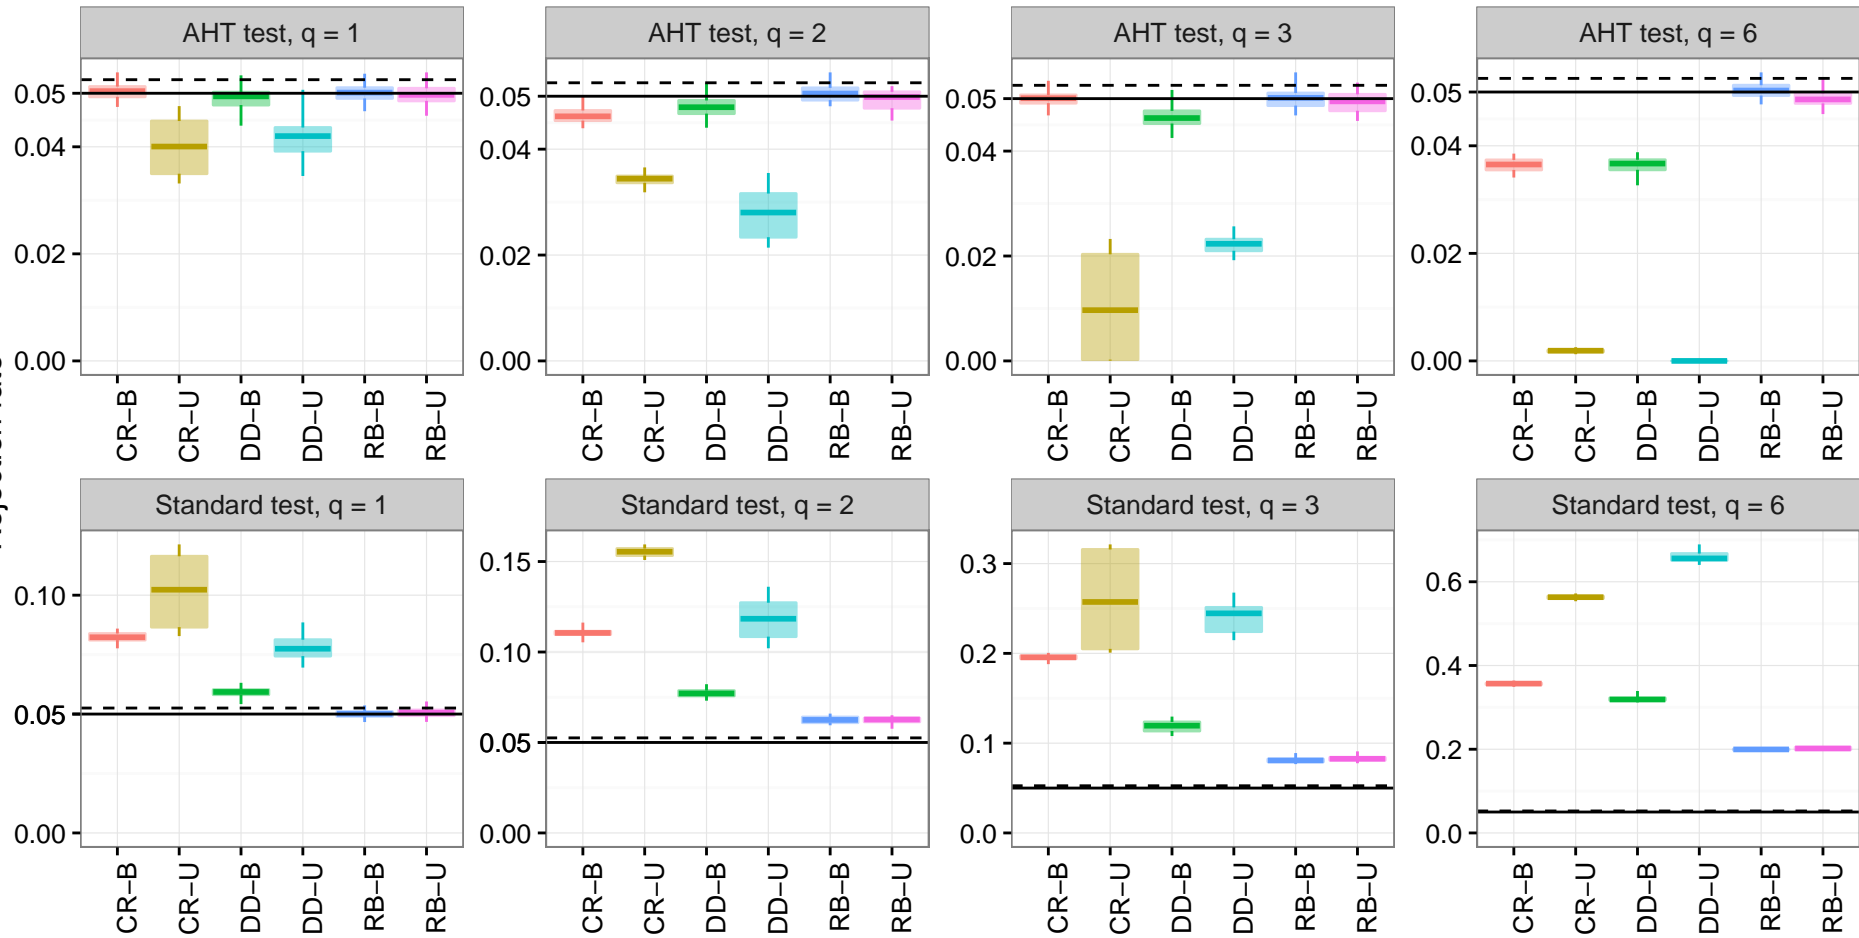 AHT test, q = 1
AHT test, q = 2
AHT test, q = 3
AHT test, q = 6
0.05
0.04
0.02
0.00
0.05
0.04
0.02
0.00
0.05
0.04
0.02
0.00
0.05
0.04
0.02
0.00
CR−B
CR−U
DD−B
DD−U
RB−B
RB−U
CR−B
CR−U
DD−B
DD−U
RB−B
RB−U
CR−B
CR−U
DD−B
DD−U
RB−B
RB−U
CR−B
CR−U
DD−B
DD−U
RB−B
RB−U
Standard test, q = 1
Standard test, q = 2
Standard test, q = 3
Standard test, q = 6
0.10
0.05
0.00
0.15
0.10
0.05
0.00
0.3
0.2
0.1
0.0
0.6
0.4
0.2
0.0
CR−B
CR−U
DD−B
DD−U
RB−B
RB−U
CR−B
CR−U
DD−B
DD−U
RB−B
RB−U
CR−B
CR−U
DD−B
DD−U
RB−B
RB−U
CR−B
CR−U
DD−B
DD−U
RB−B
RB−U